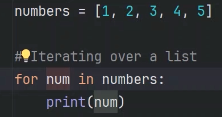 numbers = [1, 2, 3, 4, 5]
# Iterating over a list
for num in numbers:
    print(num)